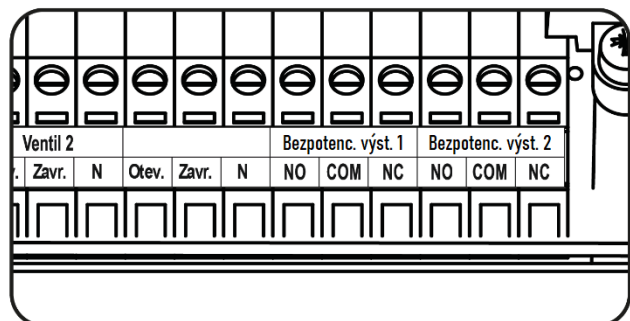 Ventil 2 Bezpotenc. výst. 1 Bezpotenc. výst. 2
Zavr. N Otev. Zavr. N NO COM NC NO COM NC